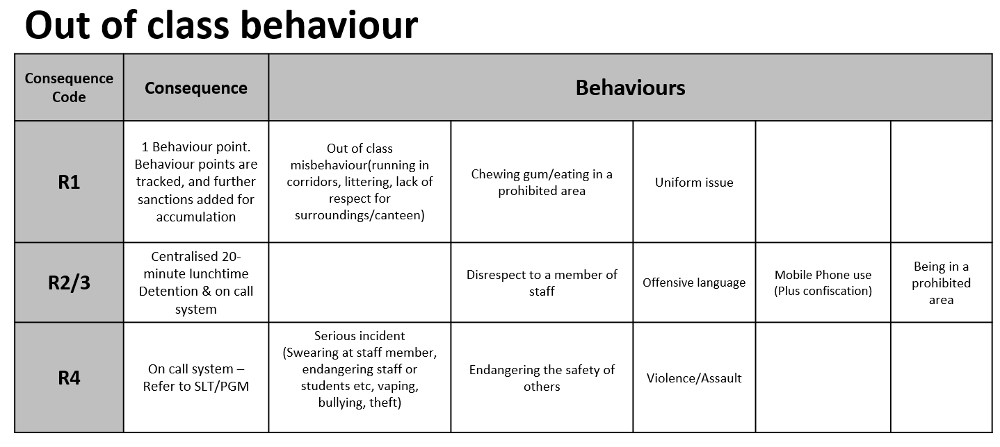 Out of class behaviour
Consequence
Code
Consequence
Behaviours
R1
1 Behaviour point.
Behaviour points are
tracked, and further
sanctions added for
accumulation
Out of class
misbehaviour(running in
corridors, littering, lack of
respect for
surroundings/canteen)
Chewing gum/eating in a
prohibited area
Uniform issue
R2/3
Centralised 20-
minute lunchtime
Detention & on call
system
Disrespect to a member of
staff
Offensive language
Mobile Phone use
(Plus confiscation)
Being in a
prohibited
area
R4
On call system –
Refer to SLT/PGM
Serious incident
(Swearing at staff member,
endangering staff or
students etc, vaping,
bullying, theft)
Endangering the safety of
others
Violence/Assault